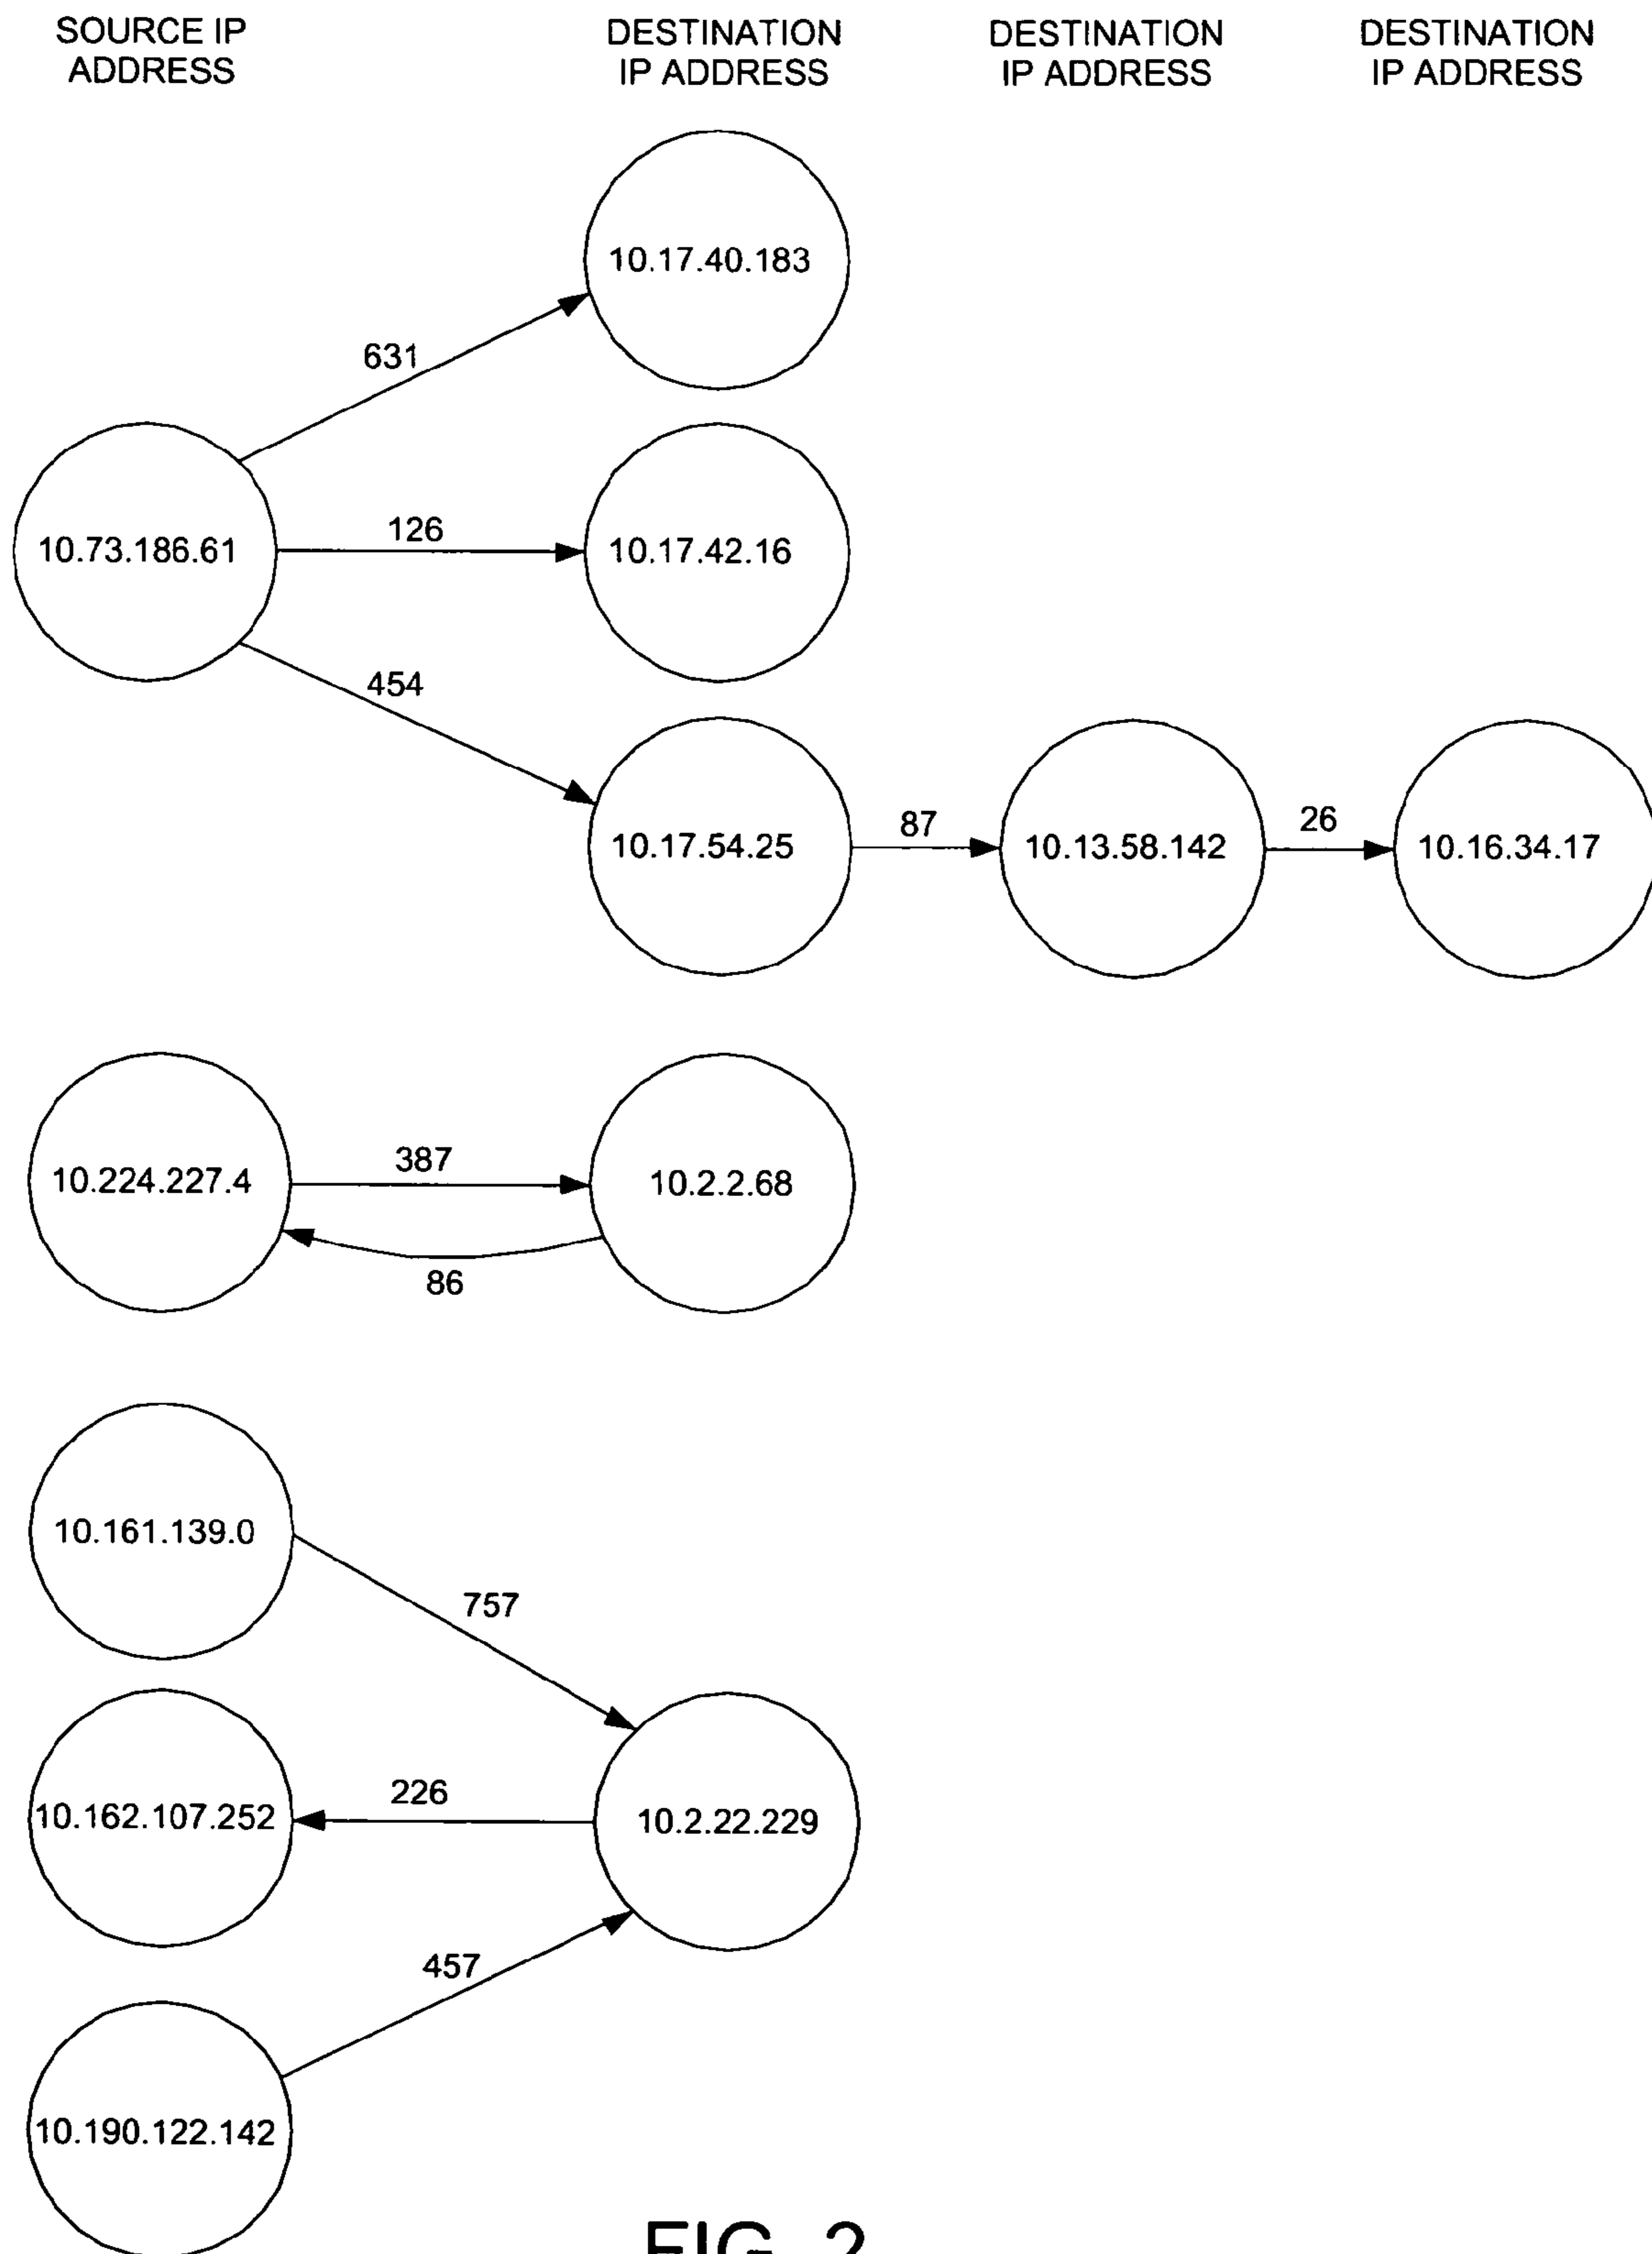 SOURCE IP
ADDRESS
DESTINATION
IP ADDRESS
DESTINATION
IP ADDRESS
DESTINATION
IP ADDRESS
10.17.40.183
631
10.73.186.61
126
10.17.42.16
454
10.17.54.25
87
10.13.58.142
26
10.16.34.17
10.224.227.4
387
10.2.2.68
86
10.161.139.0
757
10.162.107.252
226
10.2.22.229
457
10.190.122.142
FIG. 2